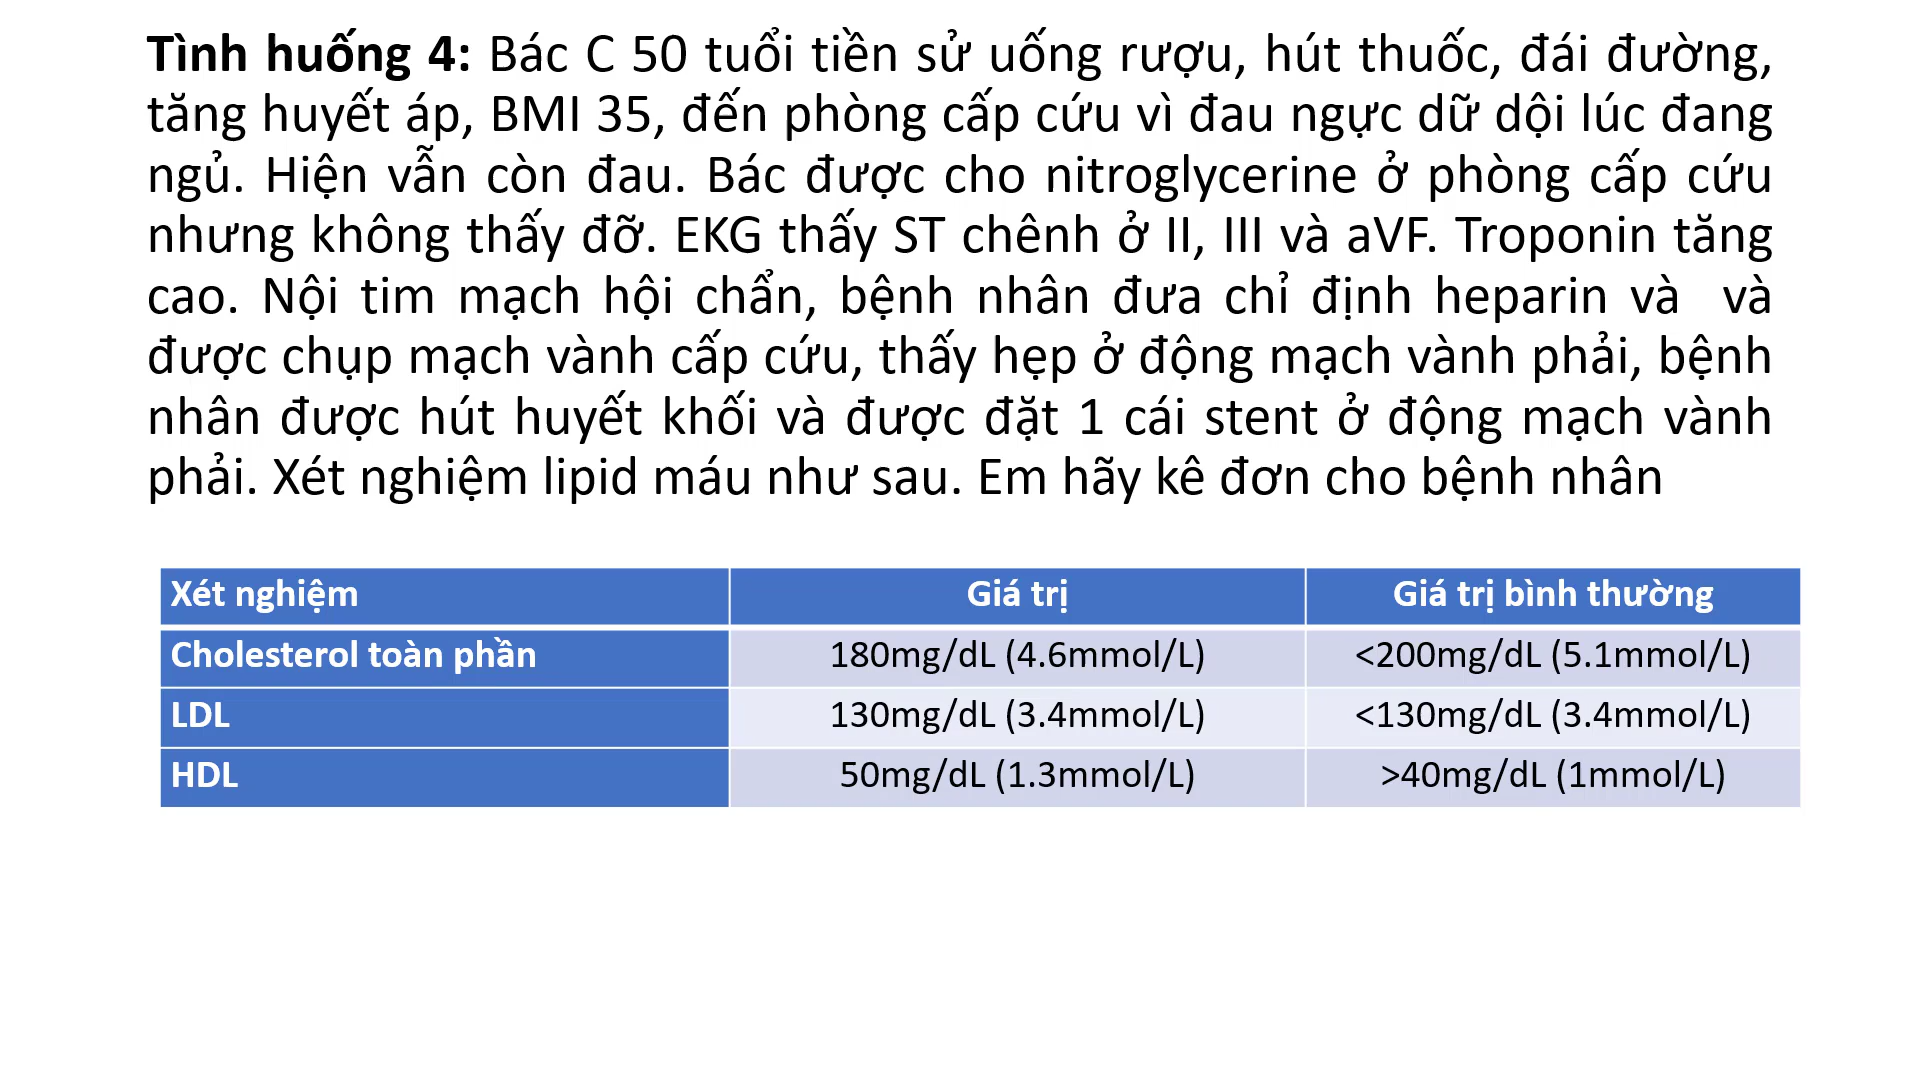 Tình huống 4: Bác C 50 tuổi tiền sử uống rượu, hút thuốc, đái đường,
tăng huyết áp, BMI 35, đến phòng cấp cứu vì đau ngực dữ dội lúc đang
ngủ. Hiện vẫn còn đau. Bác được cho nitroglycerine ở phòng cấp cứu
nhưng không thấy đỡ. EKG thấy ST chênh ở II, III và aVF. Troponin tăng
cao. Nội tim mạch hội chẩn, bệnh nhân đưa chỉ định heparin và  và
được chụp mạch vành cấp cứu, thấy hẹp ở động mạch vành phải, bệnh
nhân được hút huyết khối và được đặt 1 cái stent ở động mạch vành
phải. Xét nghiệm lipid máu như sau. Em hãy kê đơn cho bệnh nhân
Xét nghiệm Giá trị Giá trị bình thường
Cholesterol toàn phần 180mg/dL (4.6mmol/L) <200mg/dL (5.1mmol/L)
LDL 130mg/dL (3.4mmol/L) <130mg/dL (3.4mmol/L)
HDL 50mg/dL (1.3mmol/L) >40mg/dL (1mmol/L)